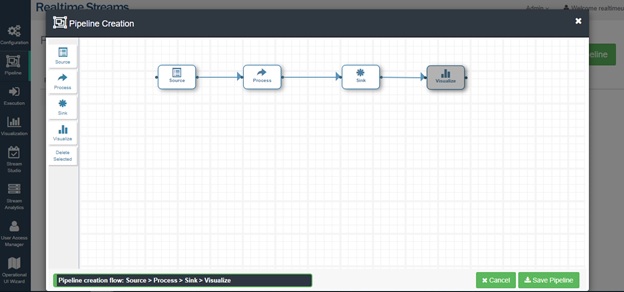 Realtime Streams
Admin
Welcome realtimeu
Pipeline Creation
Configuration
Pipeline
Execution
Visualization
Stream
Studio
Stream
Analytics
User Access
Manager
Operational
UI Wizard
Source
Process
Sink
Visualize
Delete
Selected
Source
Process
Sink
Visualize
eline
Pipeline creation flow: Source > Process > Sink > Visualize
Cancel
Save Pipeline